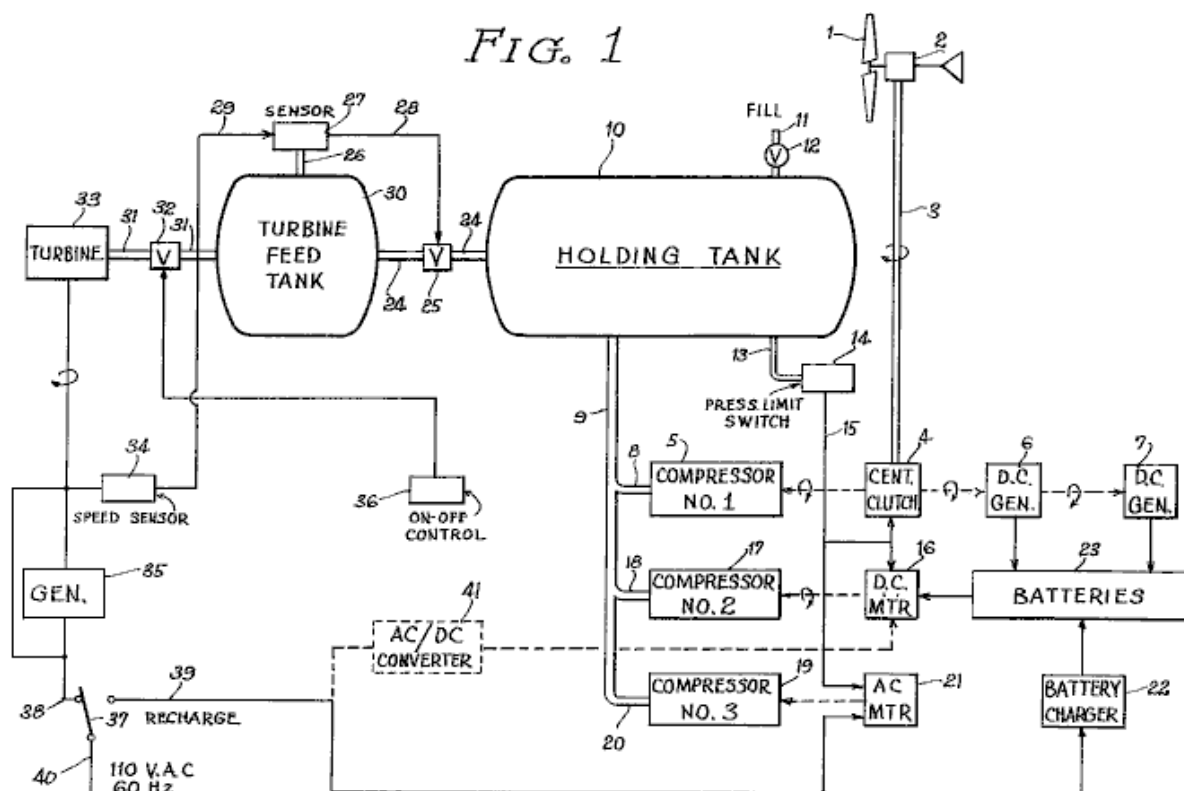 FIG. 1
1
2
29
SENSOR
27
28
FILL
11
12
V
10
26
30
3
33
31
32
31
TURBINE
V
TURBINE
FEED
TANK
24
V
24
25
HOLDING TANK
13
14
PRESS. LIMIT
SWITCH
9
15
34
SPEED SENSOR
36
ON-OFF
CONTROL
5
8
COMPRESSOR
NO. 1
4
CENT.
CLUTCH
6
D.C.
GEN.
7
D.C.
GEN.
35
GEN.
18
17
COMPRESSOR
NO. 2
16
D.C.
MTR
23
BATTERIES
41
AC/DC
CONVERTER
39
RECHARGE
38
37
19
COMPRESSOR
NO. 3
20
AC
MTR
21
BATTERY
CHARGER
22
40
110 V.A.C
60 Hz